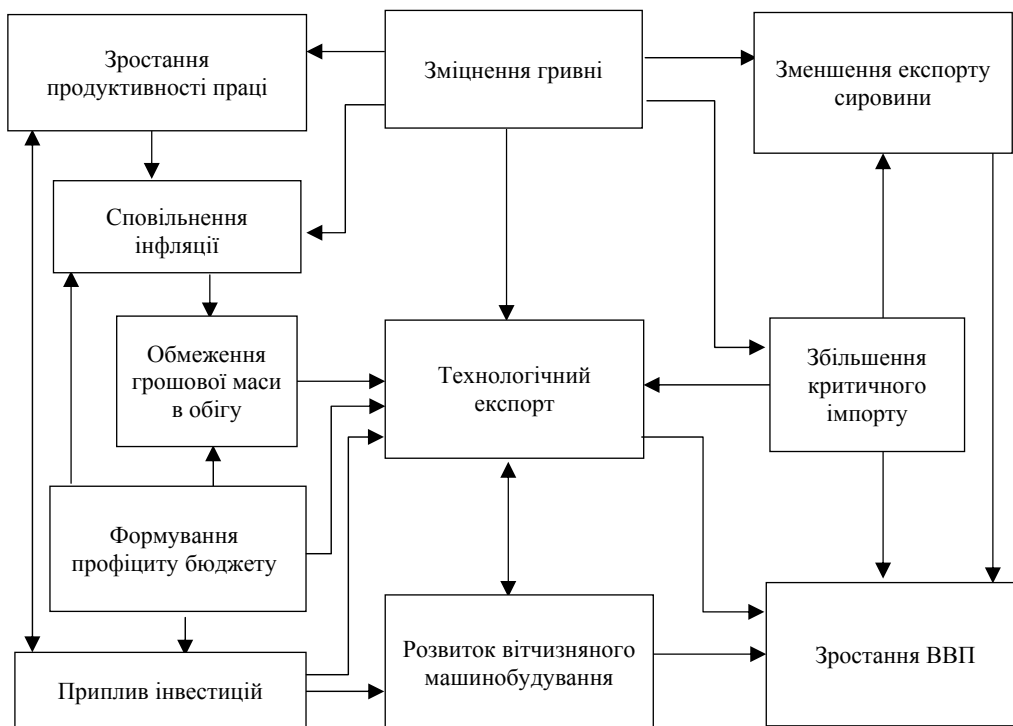 Зростання
продуктивності праці
Зміцнення гривні
Зменшення експорту
сировини
Сповільнення
інфляції
Обмеження
грошової маси
в обігу
Технологічний
експорт
Збільшення
критичного
імпорту
Формування
профіциту бюджету
Приплив інвестицій
Розвиток вітчизняного
машинобудування
Зростання ВВП